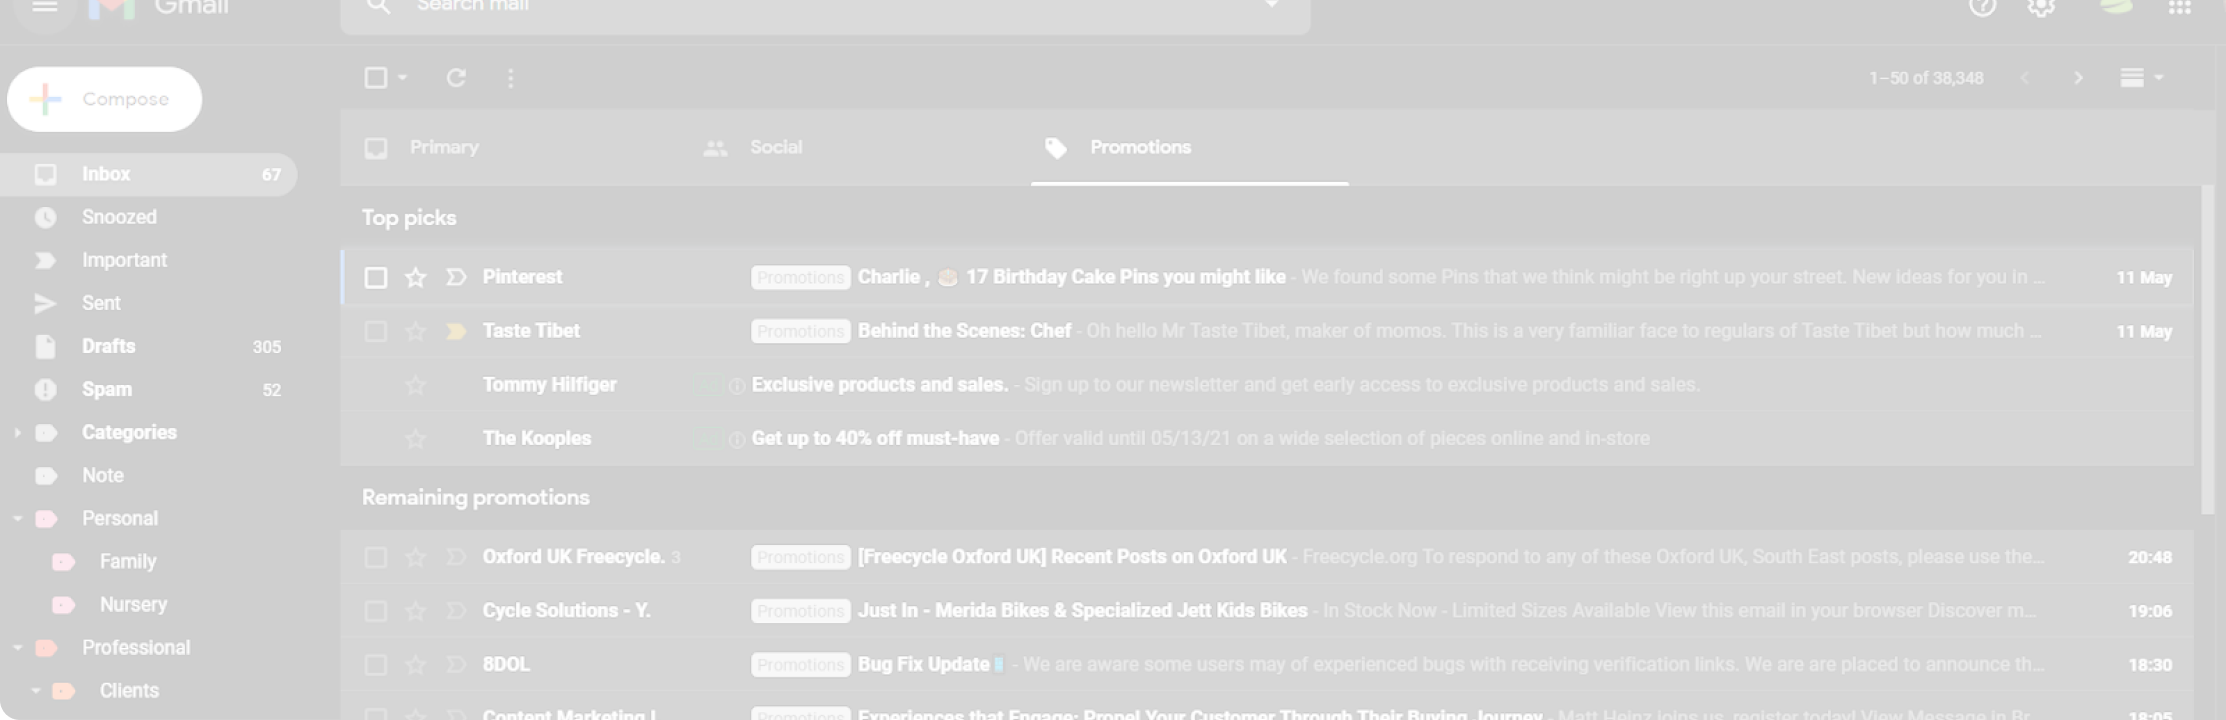 Gmail
Search mail
Compose
1–50 of 38,348
Primary
Social
Promotions
Inbox 67
Snoozed
Important
Sent
Drafts 305
Spam 52
Categories
Note
Personal
Family
Nursery
Professional
Clients
Top picks
Pinterest Promotions Charlie , 🎂 17 Birthday Cake Pins you might like - We found some Pins that we think might be right up your street. New ideas for you in ... 11 May
Taste Tibet Promotions Behind the Scenes: Chef - Oh hello Mr Taste Tibet, maker of momos. This is a very familiar face to regulars of Taste Tibet but how much ... 11 May
Tommy Hilfiger Exclusive products and sales. - Sign up to our newsletter and get early access to exclusive products and sales.
The Kooples Get up to 40% off must-have - Offer valid until 05/13/21 on a wide selection of pieces online and in-store
Remaining promotions
Oxford UK Freecycle. 3 Promotions [Freecycle Oxford UK] Recent Posts on Oxford UK - Freecycle.org To respond to any of these Oxford UK, South East posts, please use the... 20:48
Cycle Solutions - Y. Promotions Just In - Merida Bikes & Specialized Jett Kids Bikes - In Stock Now - Limited Sizes Available View this email in your browser Discover m... 19:06
8DOL Promotions Bug Fix Update - We are aware some users may of experienced bugs with receiving verification links. We are are placed to announce th... 18:30
Content Marketing I. Promotions Experiences that Engage: Propel Your Customer Through Their Buying Journey - Matt Heinz joins us, register today! View Message in Br... 18:05